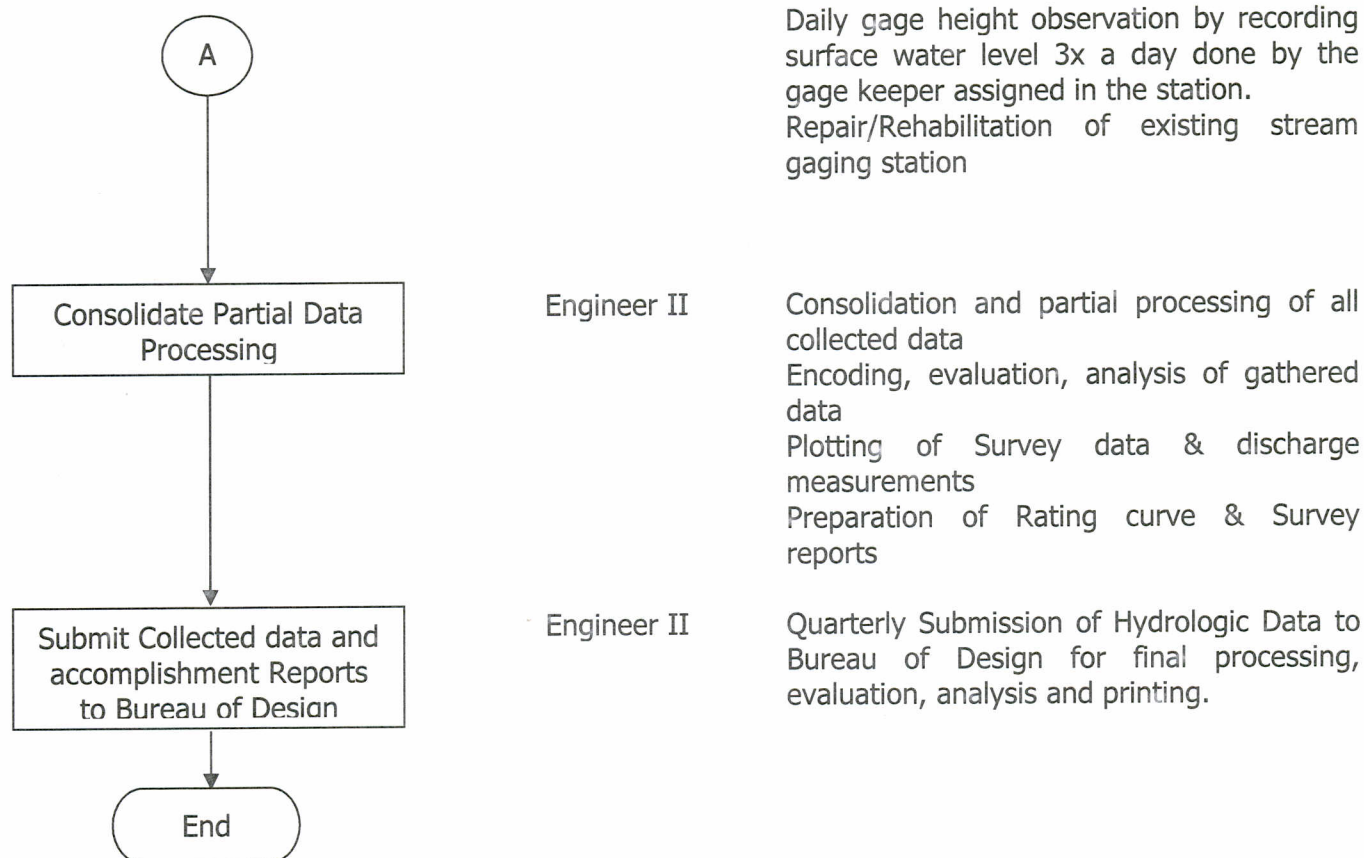 A
Daily gage height observation by recording
surface water level 3x a day done by the
gage keeper assigned in the station.
Repair/Rehabilitation of existing stream
gaging station
Consolidate Partial Data
Processing
Engineer II
Consolidation and partial processing of all
collected data
Encoding, evaluation, analysis of gathered
data
Plotting of Survey data & discharge
measurements
Preparation of Rating curve & Survey
reports
Submit Collected data and
accomplishment Reports
to Bureau of Design
Engineer II
Quarterly Submission of Hydrologic Data to
Bureau of Design for final processing,
evaluation, analysis and printing.
End